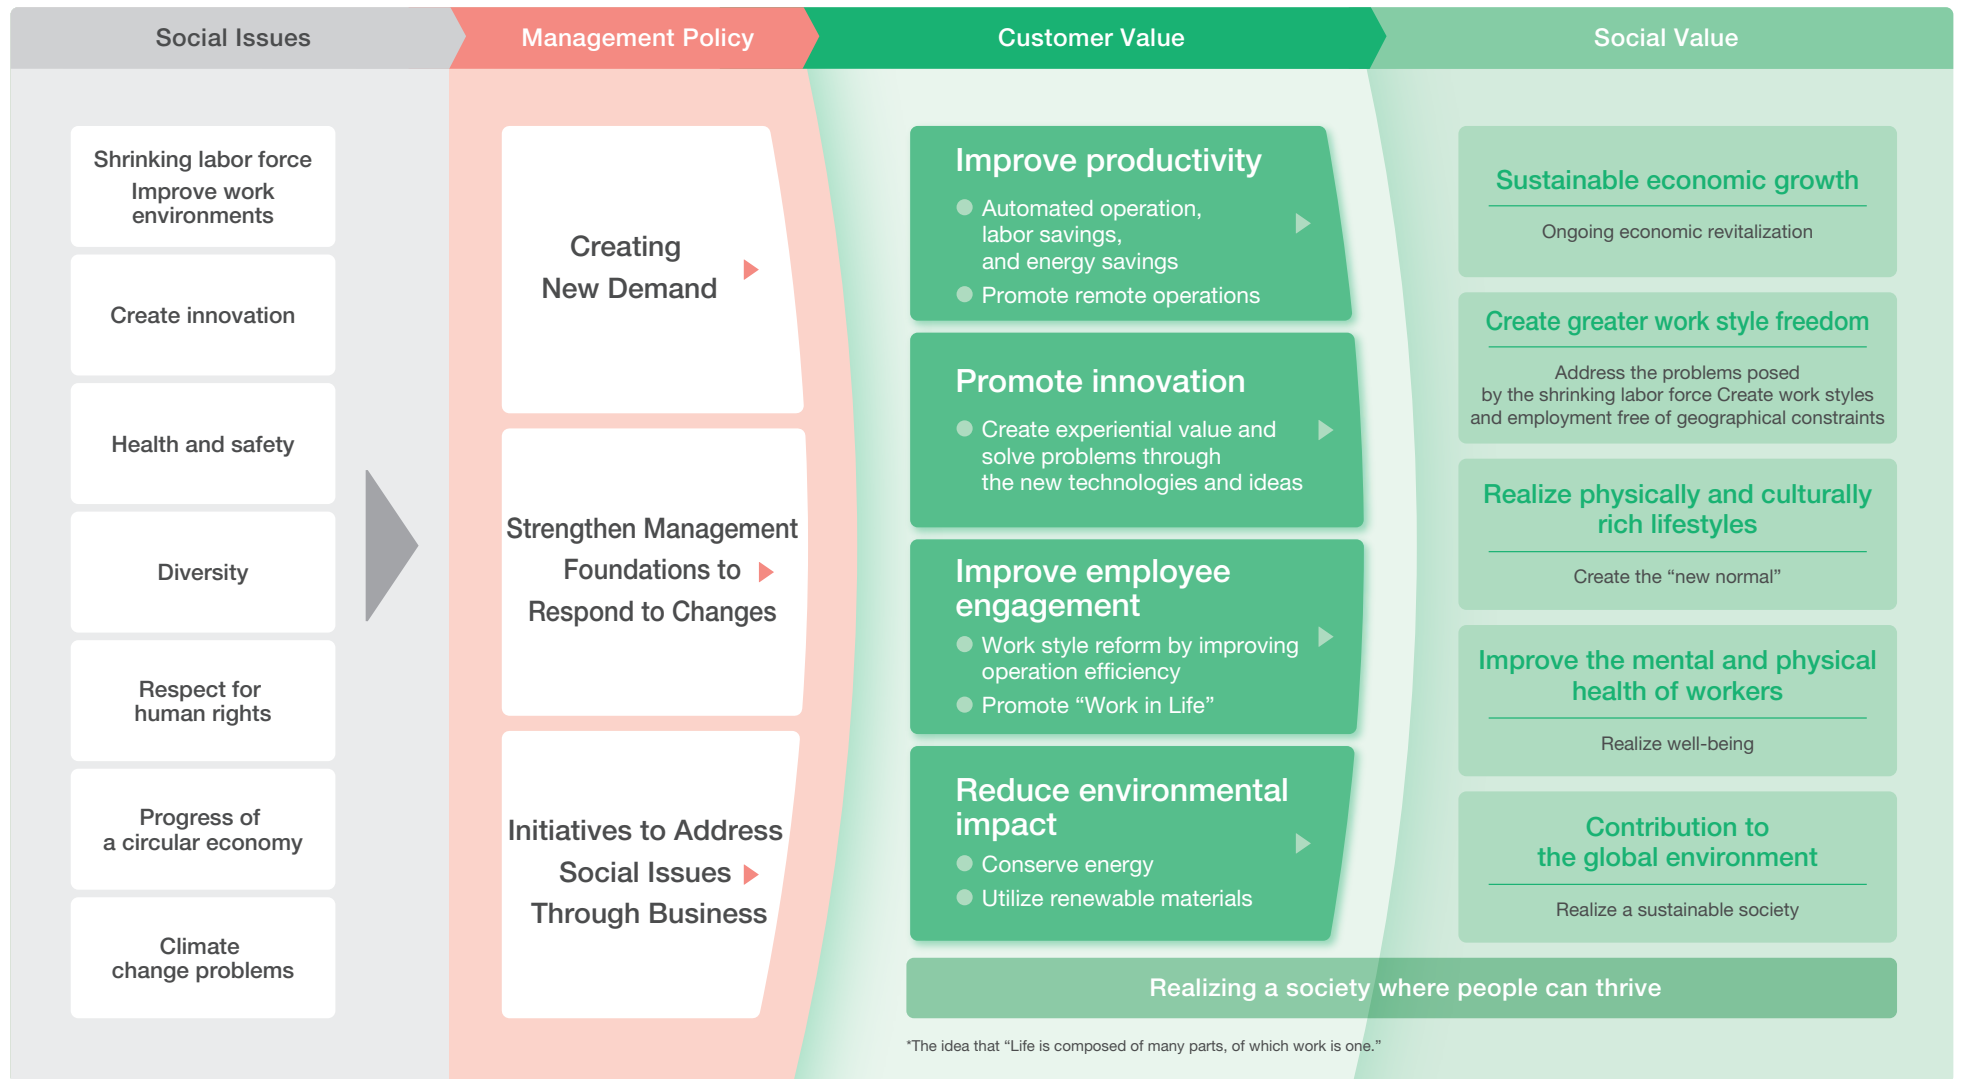 Social Issues
Management Policy
Customer Value
Social Value
Shrinking labor force
Improve work
environments
Create innovation
Health and safety
Diversity
Respect for
human rights
Progress of
a circular economy
Climate
change problems
Creating
New Demand
Strengthen Management
Foundations to
Respond to Changes
Initiatives to Address
Social Issues
Through Business
Improve productivity
● Automated operation,
labor savings,
and energy savings
● Promote remote operations
Promote innovation
● Create experiential value and
solve problems through
the new technologies and ideas
Improve employee
engagement
● Work style reform by improving
operation efficiency
● Promote “Work in Life”
Reduce environmental
impact
● Conserve energy
● Utilize renewable materials
Sustainable economic growth
Ongoing economic revitalization
Create greater work style freedom
Address the problems posed
by the shrinking labor force Create work styles
and employment free of geographical constraints
Realize physically and culturally
rich lifestyles
Create the “new normal”
Improve the mental and physical
health of workers
Realize well-being
Contribution to
the global environment
Realize a sustainable society
Realizing a society where people can thrive
*The idea that “Life is composed of many parts, of which work is one.”